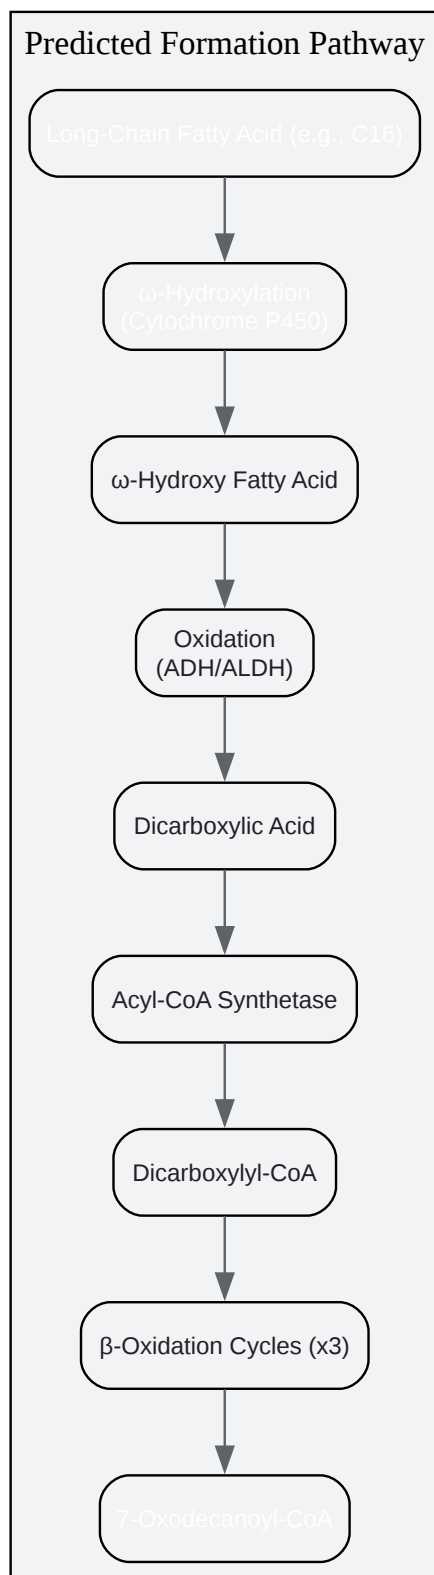 Predicted Formation Pathway
Long-Chain Fatty Acid (e.g., C16)
ω-Hydroxylation
(Cytochrome P450)
ω-Hydroxy Fatty Acid
Oxidation
(ADH/ALDH)
Dicarboxylic Acid
Acyl-CoA Synthetase
Dicarboxylyl-CoA
β-Oxidation Cycles (x3)
7-Oxodecanoyl-CoA